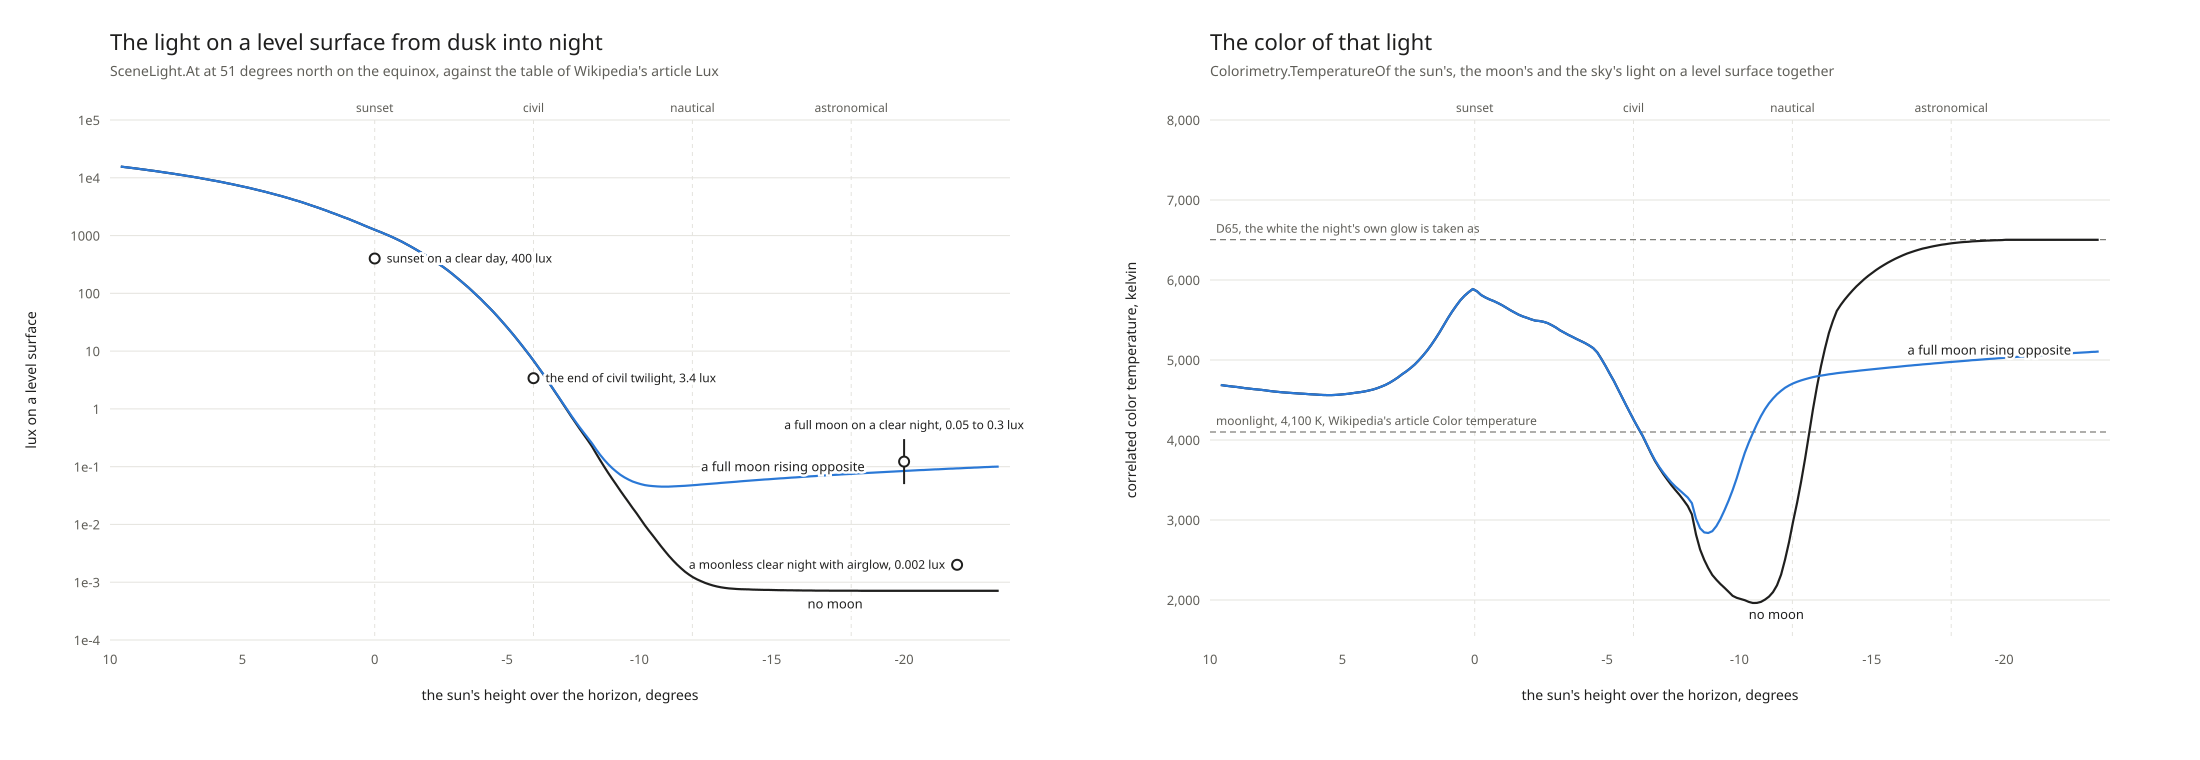 The light on a level surface from dusk into night
SceneLight.At at 51 degrees north on the equinox, against the table of Wikipedia's article Lux
sunset civil nautical astronomical
1e5
1e4
1000
sunset on a clear day, 400 lux
100
10
the end of civil twilight, 3.4 lux
1
a full moon on a clear night, 0.05 to 0.3 lux
1e-1
a full moon rising opposite
1e-2
a moonless clear night with airglow, 0.002 lux
1e-3
no moon
1e-4
10 5 0 -5 -10 -15 -20
the sun's height over the horizon, degrees
lux on a level surface
The color of that light
Colorimetry.TemperatureOf the sun's, the moon's and the sky's light on a level surface together
sunset civil nautical astronomical
8,000
7,000
D65, the white the night's own glow is taken as
6,000
a full moon rising opposite
5,000
moonlight, 4,100 K, Wikipedia's article Color temperature
4,000
3,000
2,000
no moon
10 5 0 -5 -10 -15 -20
the sun's height over the horizon, degrees
correlated color temperature, kelvin